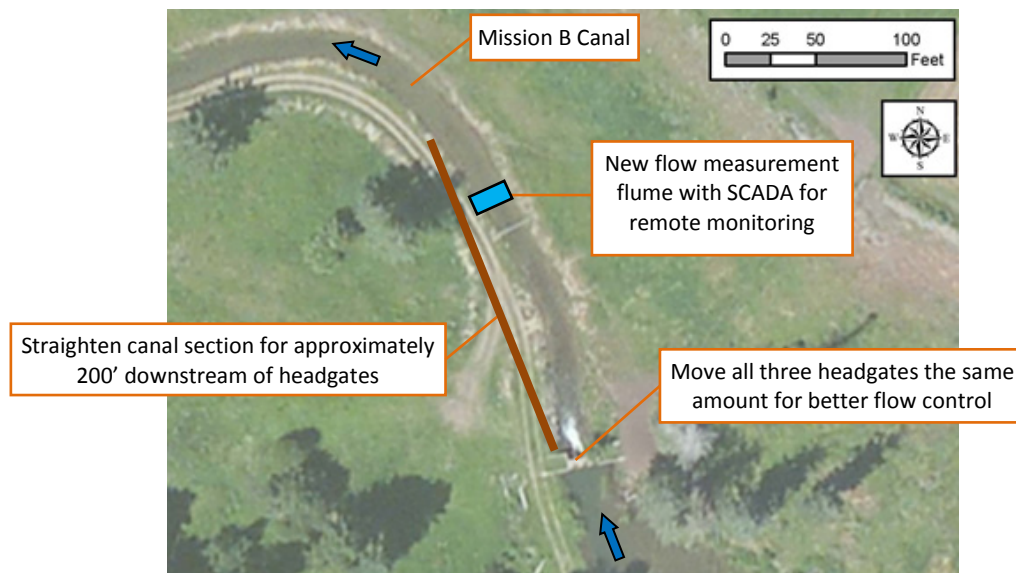 Mission B Canal
0 25 50 100
Feet
N
W E
S
New flow measurement
flume with SCADA for
remote monitoring
Straighten canal section for approximately
200’ downstream of headgates
Move all three headgates the same
amount for better flow control